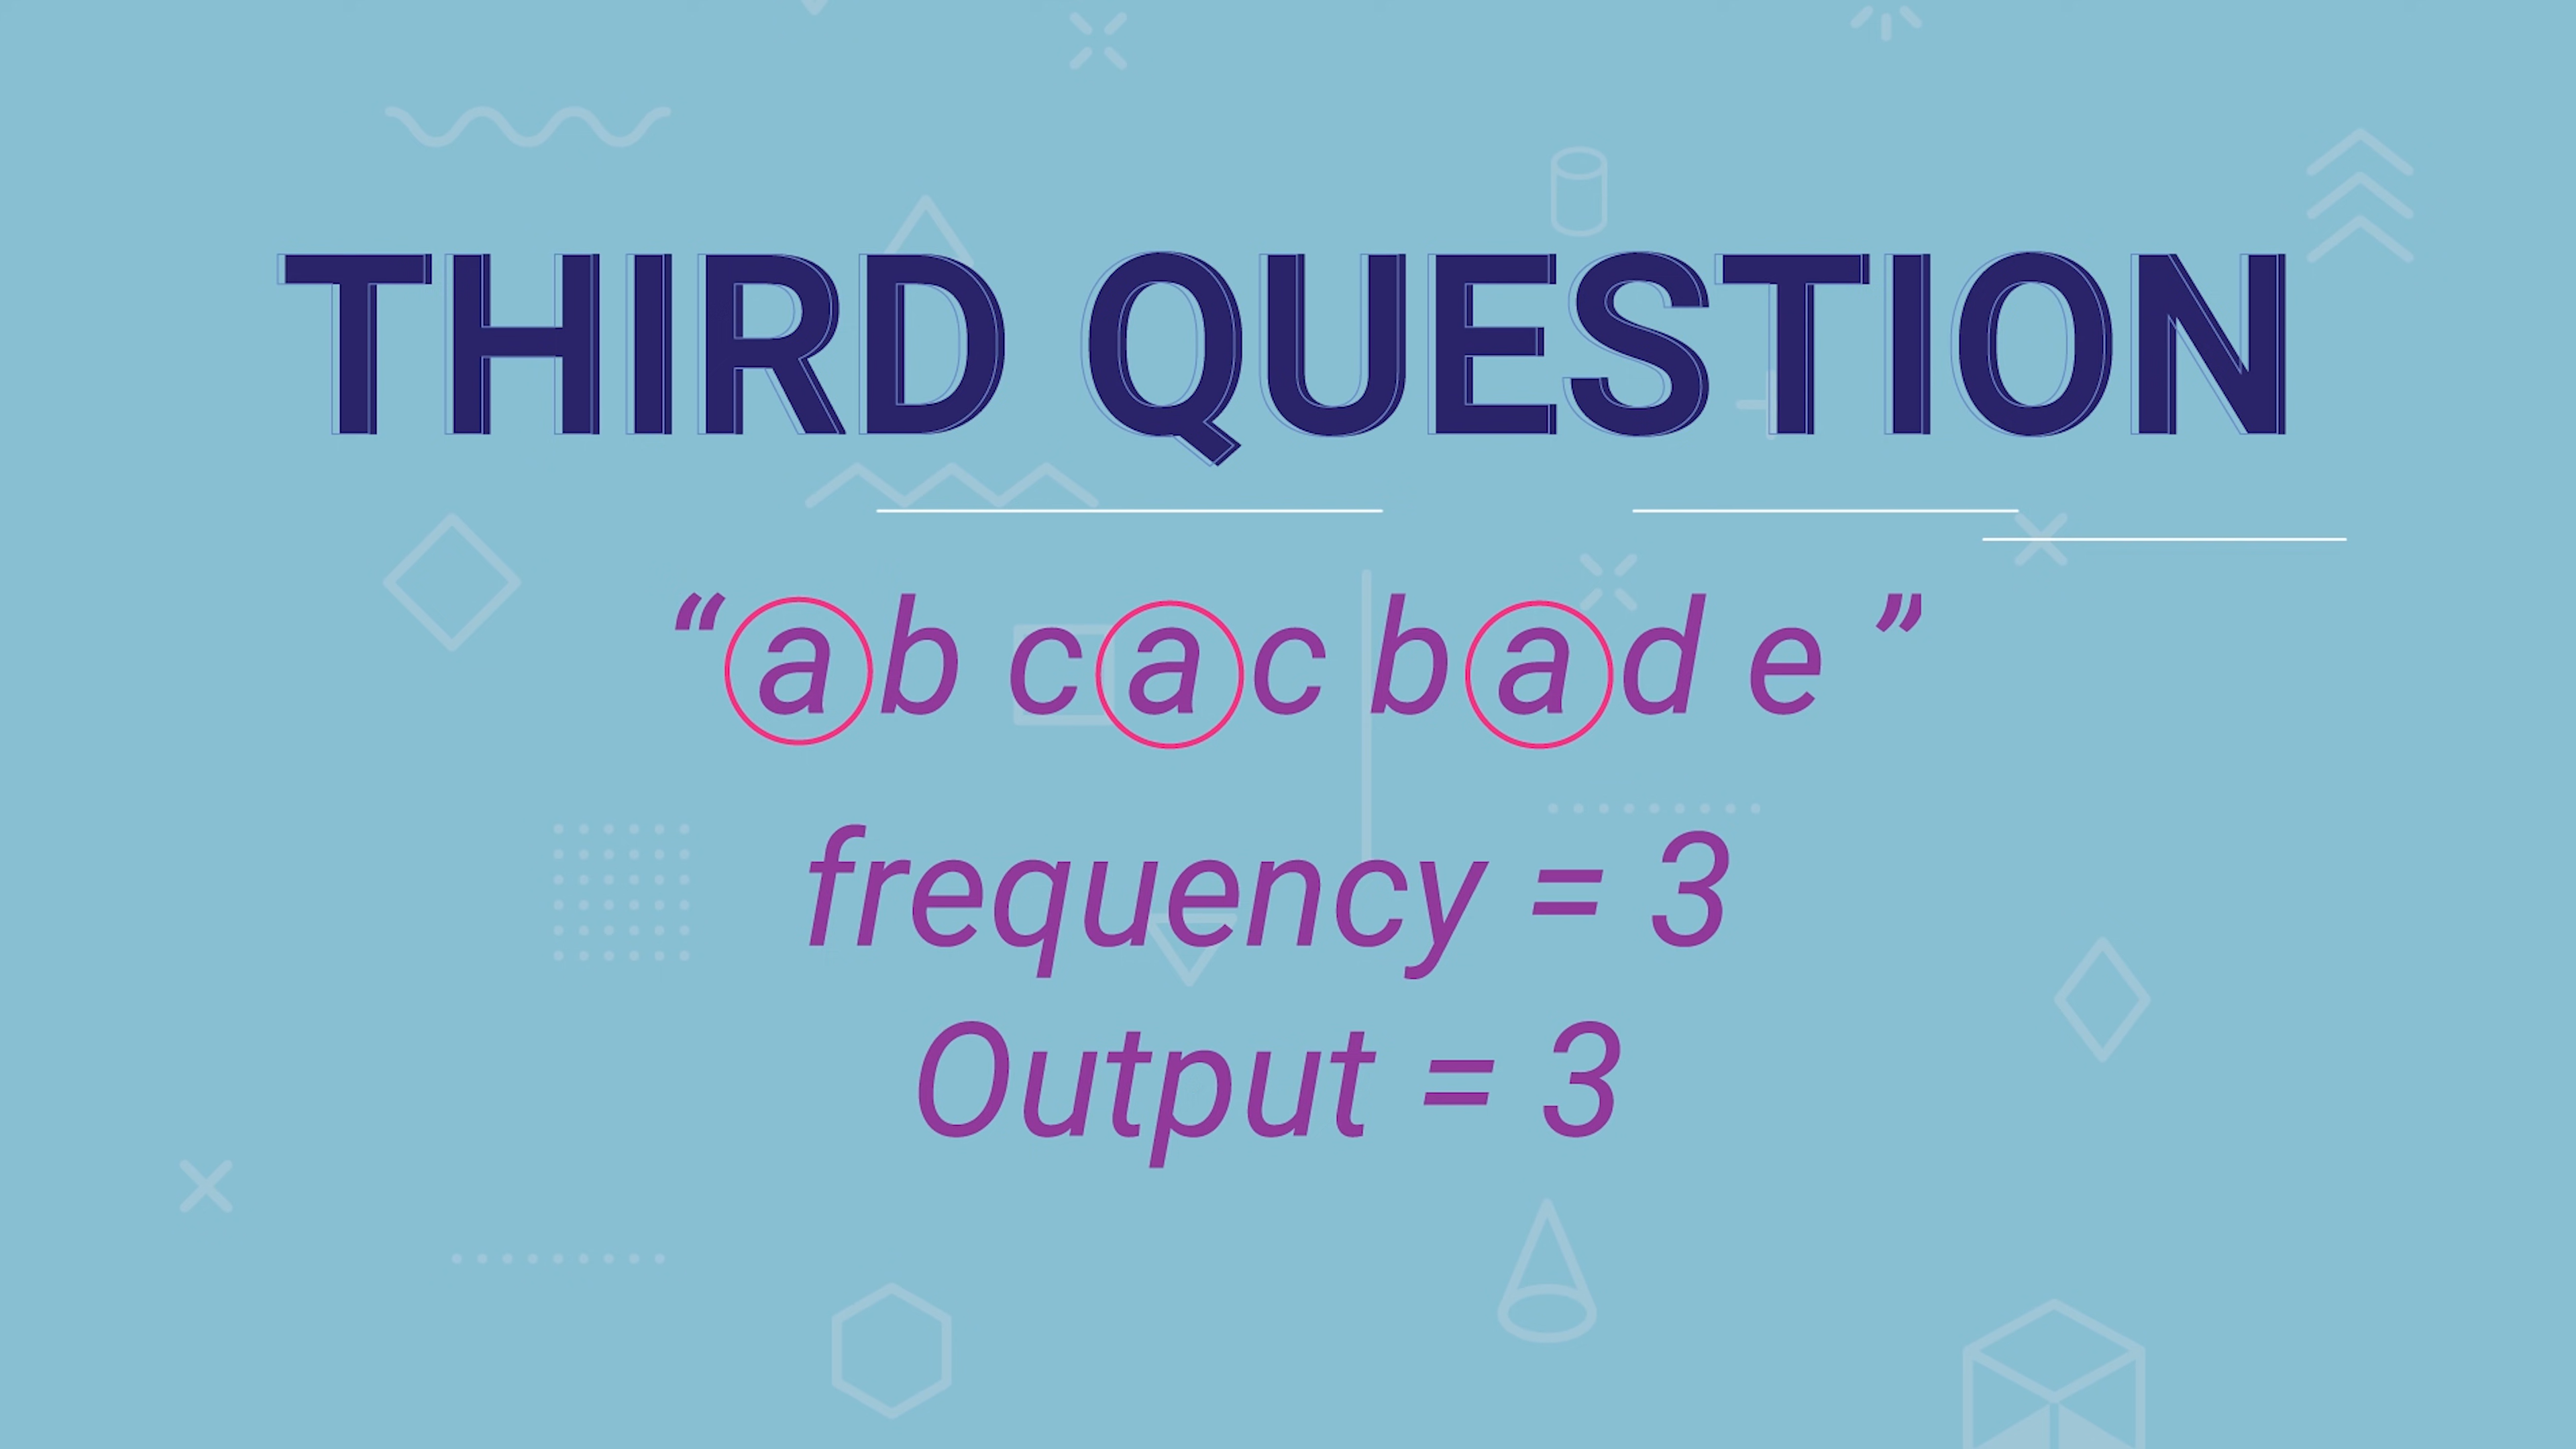 THIRD QUESTION
“a b c a c b a d e”
frequency = 3
Output = 3